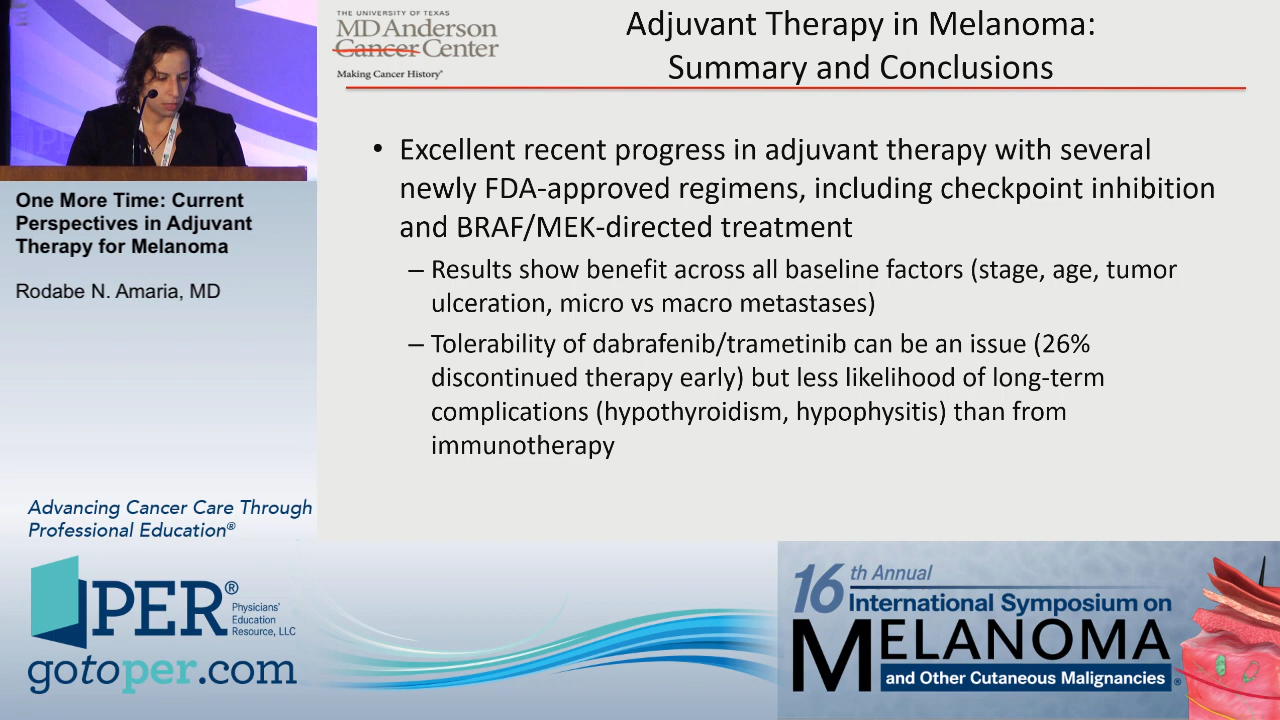 THE UNIVERSITY OF TEXAS
MD Anderson
Cancer Center
Making Cancer History®
Adjuvant Therapy in Melanoma:
Summary and Conclusions
• Excellent recent progress in adjuvant therapy with several
newly FDA-approved regimens, including checkpoint inhibition
and BRAF/MEK-directed treatment
– Results show benefit across all baseline factors (stage, age, tumor
ulceration, micro vs macro metastases)
– Tolerability of dabrafenib/trametinib can be an issue (26%
discontinued therapy early) but less likelihood of long-term
complications (hypothyroidism, hypophysitis) than from
immunotherapy
PER
One More Time: Current
Perspectives in Adjuvant
Therapy for Melanoma
Rodabe N. Amaria, MD
Advancing Cancer Care Through
Professional Education®
PER®
Physicians'
Education
Resource, LLC
gotoper.com
16th Annual
International Symposium on
MELANOMA
and Other Cutaneous Malignancies®